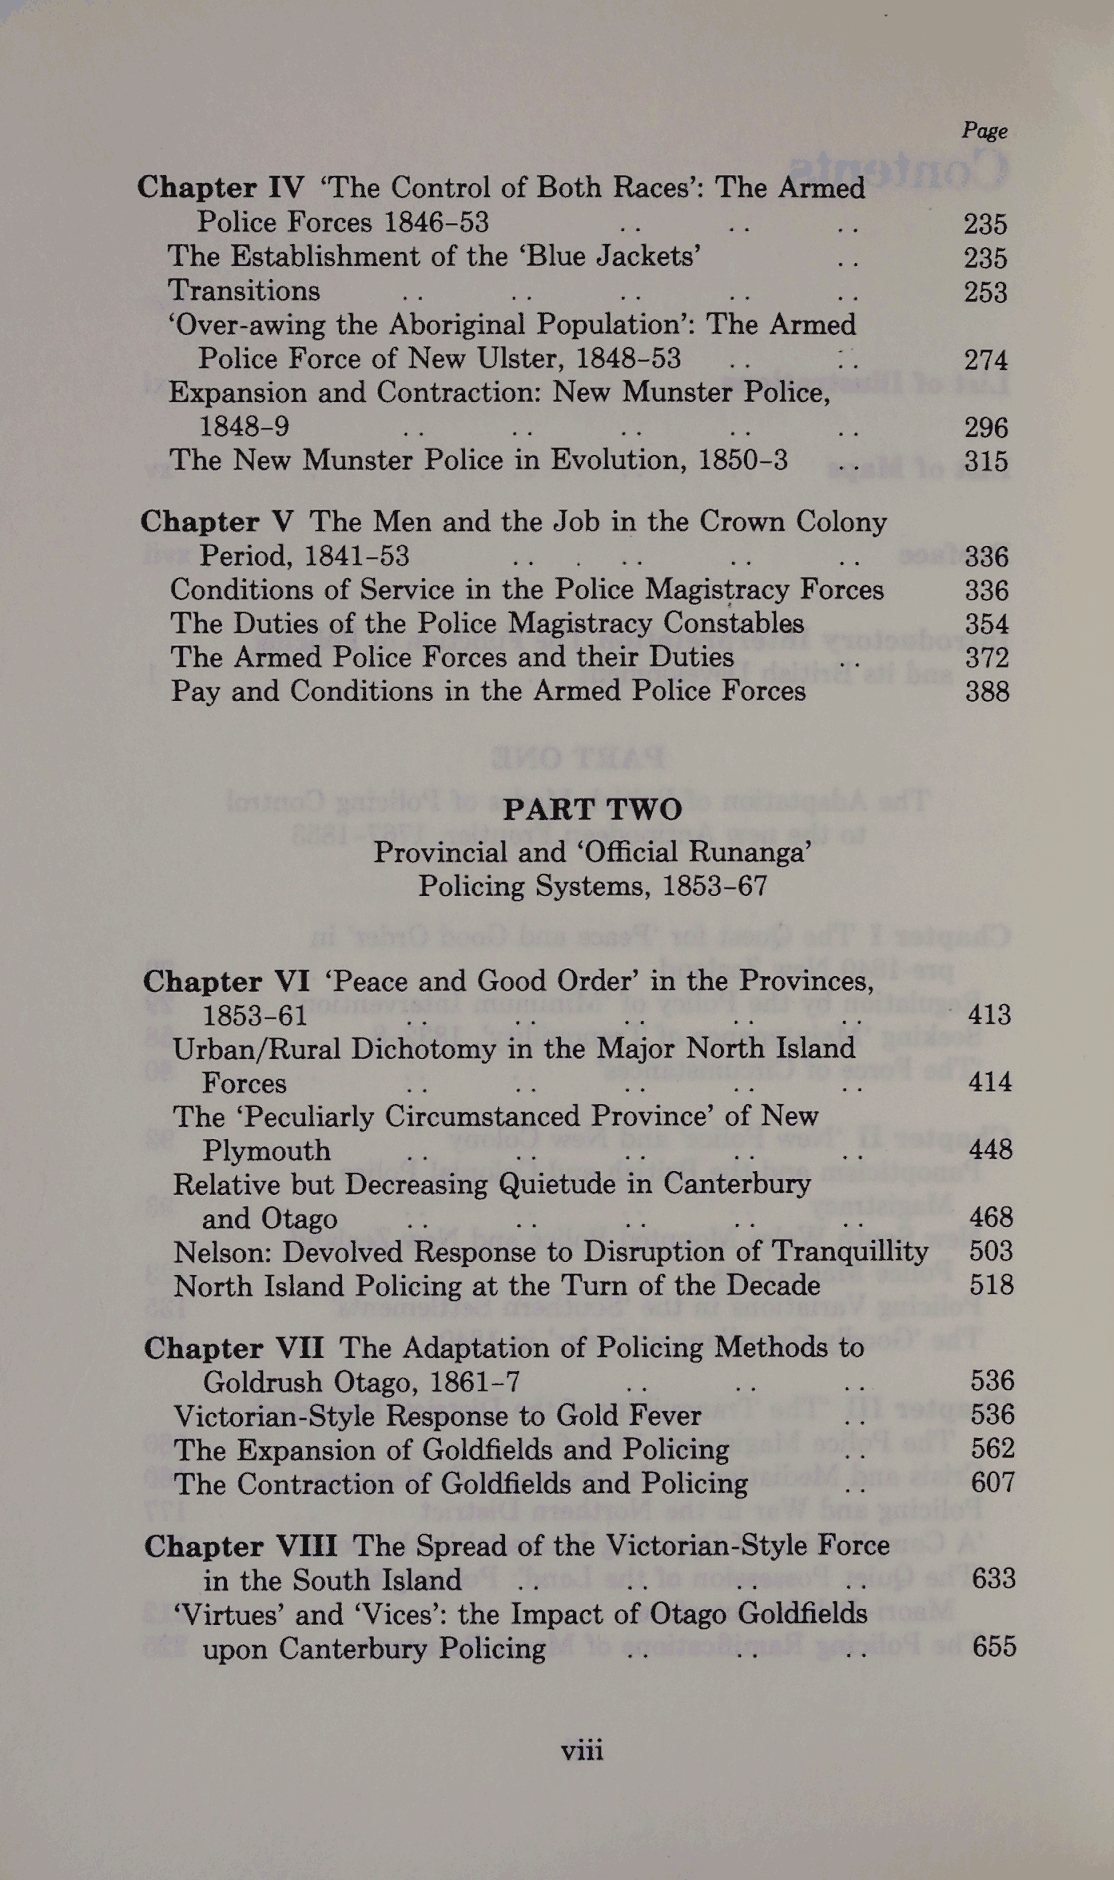 Page
Chapter IV ‘The Control of Both Races’: The Armed
Police Forces 1846–53 .. .. .. 235
The Establishment of the ‘Blue Jackets’ .. 235
Transitions .. .. .. .. .. 253
‘Over-awing the Aboriginal Population’: The Armed
Police Force of New Ulster, 1848–53 .. .. 274
Expansion and Contraction: New Munster Police,
1848–9 .. .. .. .. .. 296
The New Munster Police in Evolution, 1850–3 .. 315
Chapter V The Men and the Job in the Crown Colony
Period, 1841–53 .. .. .. .. 336
Conditions of Service in the Police Magistracy Forces 336
The Duties of the Police Magistracy Constables 354
The Armed Police Forces and their Duties .. 372
Pay and Conditions in the Armed Police Forces 388
PART TWO
Provincial and ‘Official Runanga’
Policing Systems, 1853–67
Chapter VI ‘Peace and Good Order’ in the Provinces,
1853–61 .. .. .. .. .. 413
Urban/Rural Dichotomy in the Major North Island
Forces .. .. .. .. .. 414
The ‘Peculiarly Circumstanced Province’ of New
Plymouth .. .. .. .. .. 448
Relative but Decreasing Quietude in Canterbury
and Otago .. .. .. .. .. 468
Nelson: Devolved Response to Disruption of Tranquillity 503
North Island Policing at the Turn of the Decade 518
Chapter VII The Adaptation of Policing Methods to
Goldrush Otago, 1861–7 .. .. .. 536
Victorian-Style Response to Gold Fever .. 536
The Expansion of Goldfields and Policing .. 562
The Contraction of Goldfields and Policing .. 607
Chapter VIII The Spread of the Victorian-Style Force
in the South Island .. .. .. .. 633
‘Virtues’ and ‘Vices’: the Impact of Otago Goldfields
upon Canterbury Policing .. .. .. 655
viii